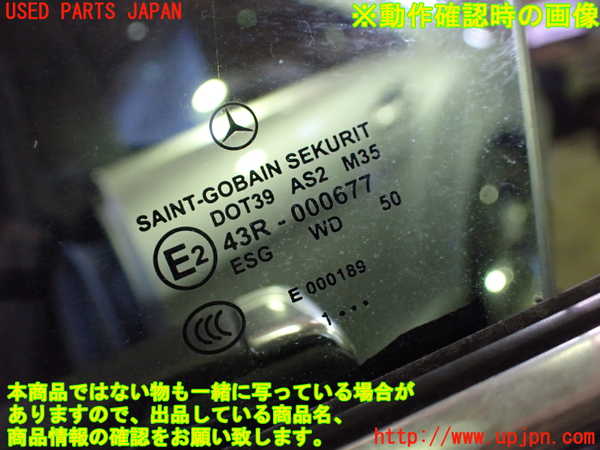 USED PARTS JAPAN
※動作確認時の画像
SAINT-GOBAIN SEKURIT
DOT39 AS2 M35
E2 43R-000677
ESG WD 50
E 000189
CCC
1•••
本商品ではない物も一緒に写っている場合が
ありますので、出品している商品名、
商品情報の確認をお願い致します。
http://www.upjpn.com/